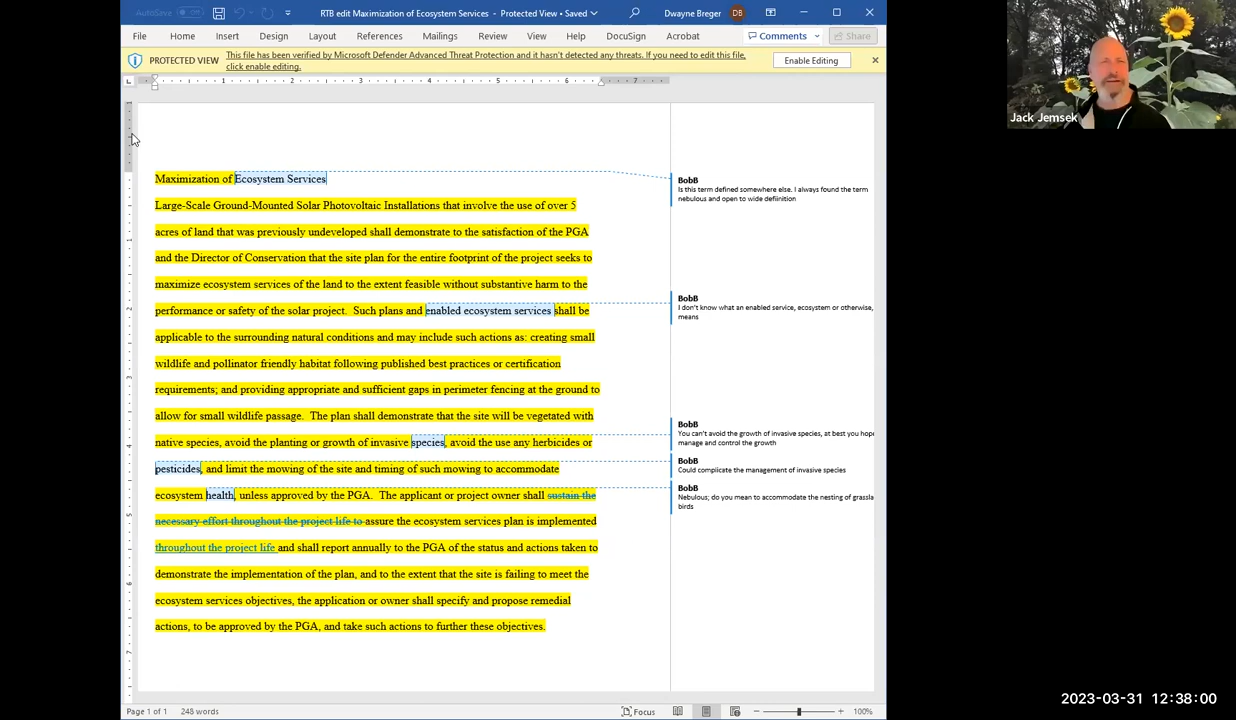 AutoSave Off RTB edit Maximization of Ecosystem Services - Protected View • Saved Dwayne Breger DB
File Home Insert Design Layout References Mailings Review View Help DocuSign Acrobat Comments Share
PROTECTED VIEW This file has been verified by Microsoft Defender Advanced Threat Protection and it hasn't detected any threats. If you need to edit this file,
click enable editing.
Enable Editing
1 2 3 4 5 6 7
Maximization of Ecosystem Services
Large-Scale Ground-Mounted Solar Photovoltaic Installations that involve the use of over 5
acres of land that was previously undeveloped shall demonstrate to the satisfaction of the PGA
and the Director of Conservation that the site plan for the entire footprint of the project seeks to
maximize ecosystem services of the land to the extent feasible without substantive harm to the
performance or safety of the solar project. Such plans and enabled ecosystem services shall be
applicable to the surrounding natural conditions and may include such actions as: creating small
wildlife and pollinator friendly habitat following published best practices or certification
requirements; and providing appropriate and sufficient gaps in perimeter fencing at the ground to
allow for small wildlife passage. The plan shall demonstrate that the site will be vegetated with
native species, avoid the planting or growth of invasive species, avoid the use any herbicides or
pesticides, and limit the mowing of the site and timing of such mowing to accommodate
ecosystem health, unless approved by the PGA. The applicant or project owner shall sustain the
necessary effort throughout the project life to assure the ecosystem services plan is implemented
throughout the project life and shall report annually to the PGA of the status and actions taken to
demonstrate the implementation of the plan, and to the extent that the site is failing to meet the
ecosystem services objectives, the application or owner shall specify and propose remedial
actions, to be approved by the PGA, and take such actions to further these objectives.
BobB
Is this term defined somewhere else. I always found the term
nebulous and open to wide defiinition
BobB
I don't know what an enabled service, ecosystem or otherwise,
means
BobB
You can't avoid the growth of invasive species, at best you hope
manage and control the growth
BobB
Could complicate the management of invasive species
BobB
Nebulous; do you mean to accommodate the nesting of grassla
birds
Page 1 of 1 248 words Focus 100%
Jack Jemsek
2023-03-31 12:38:00